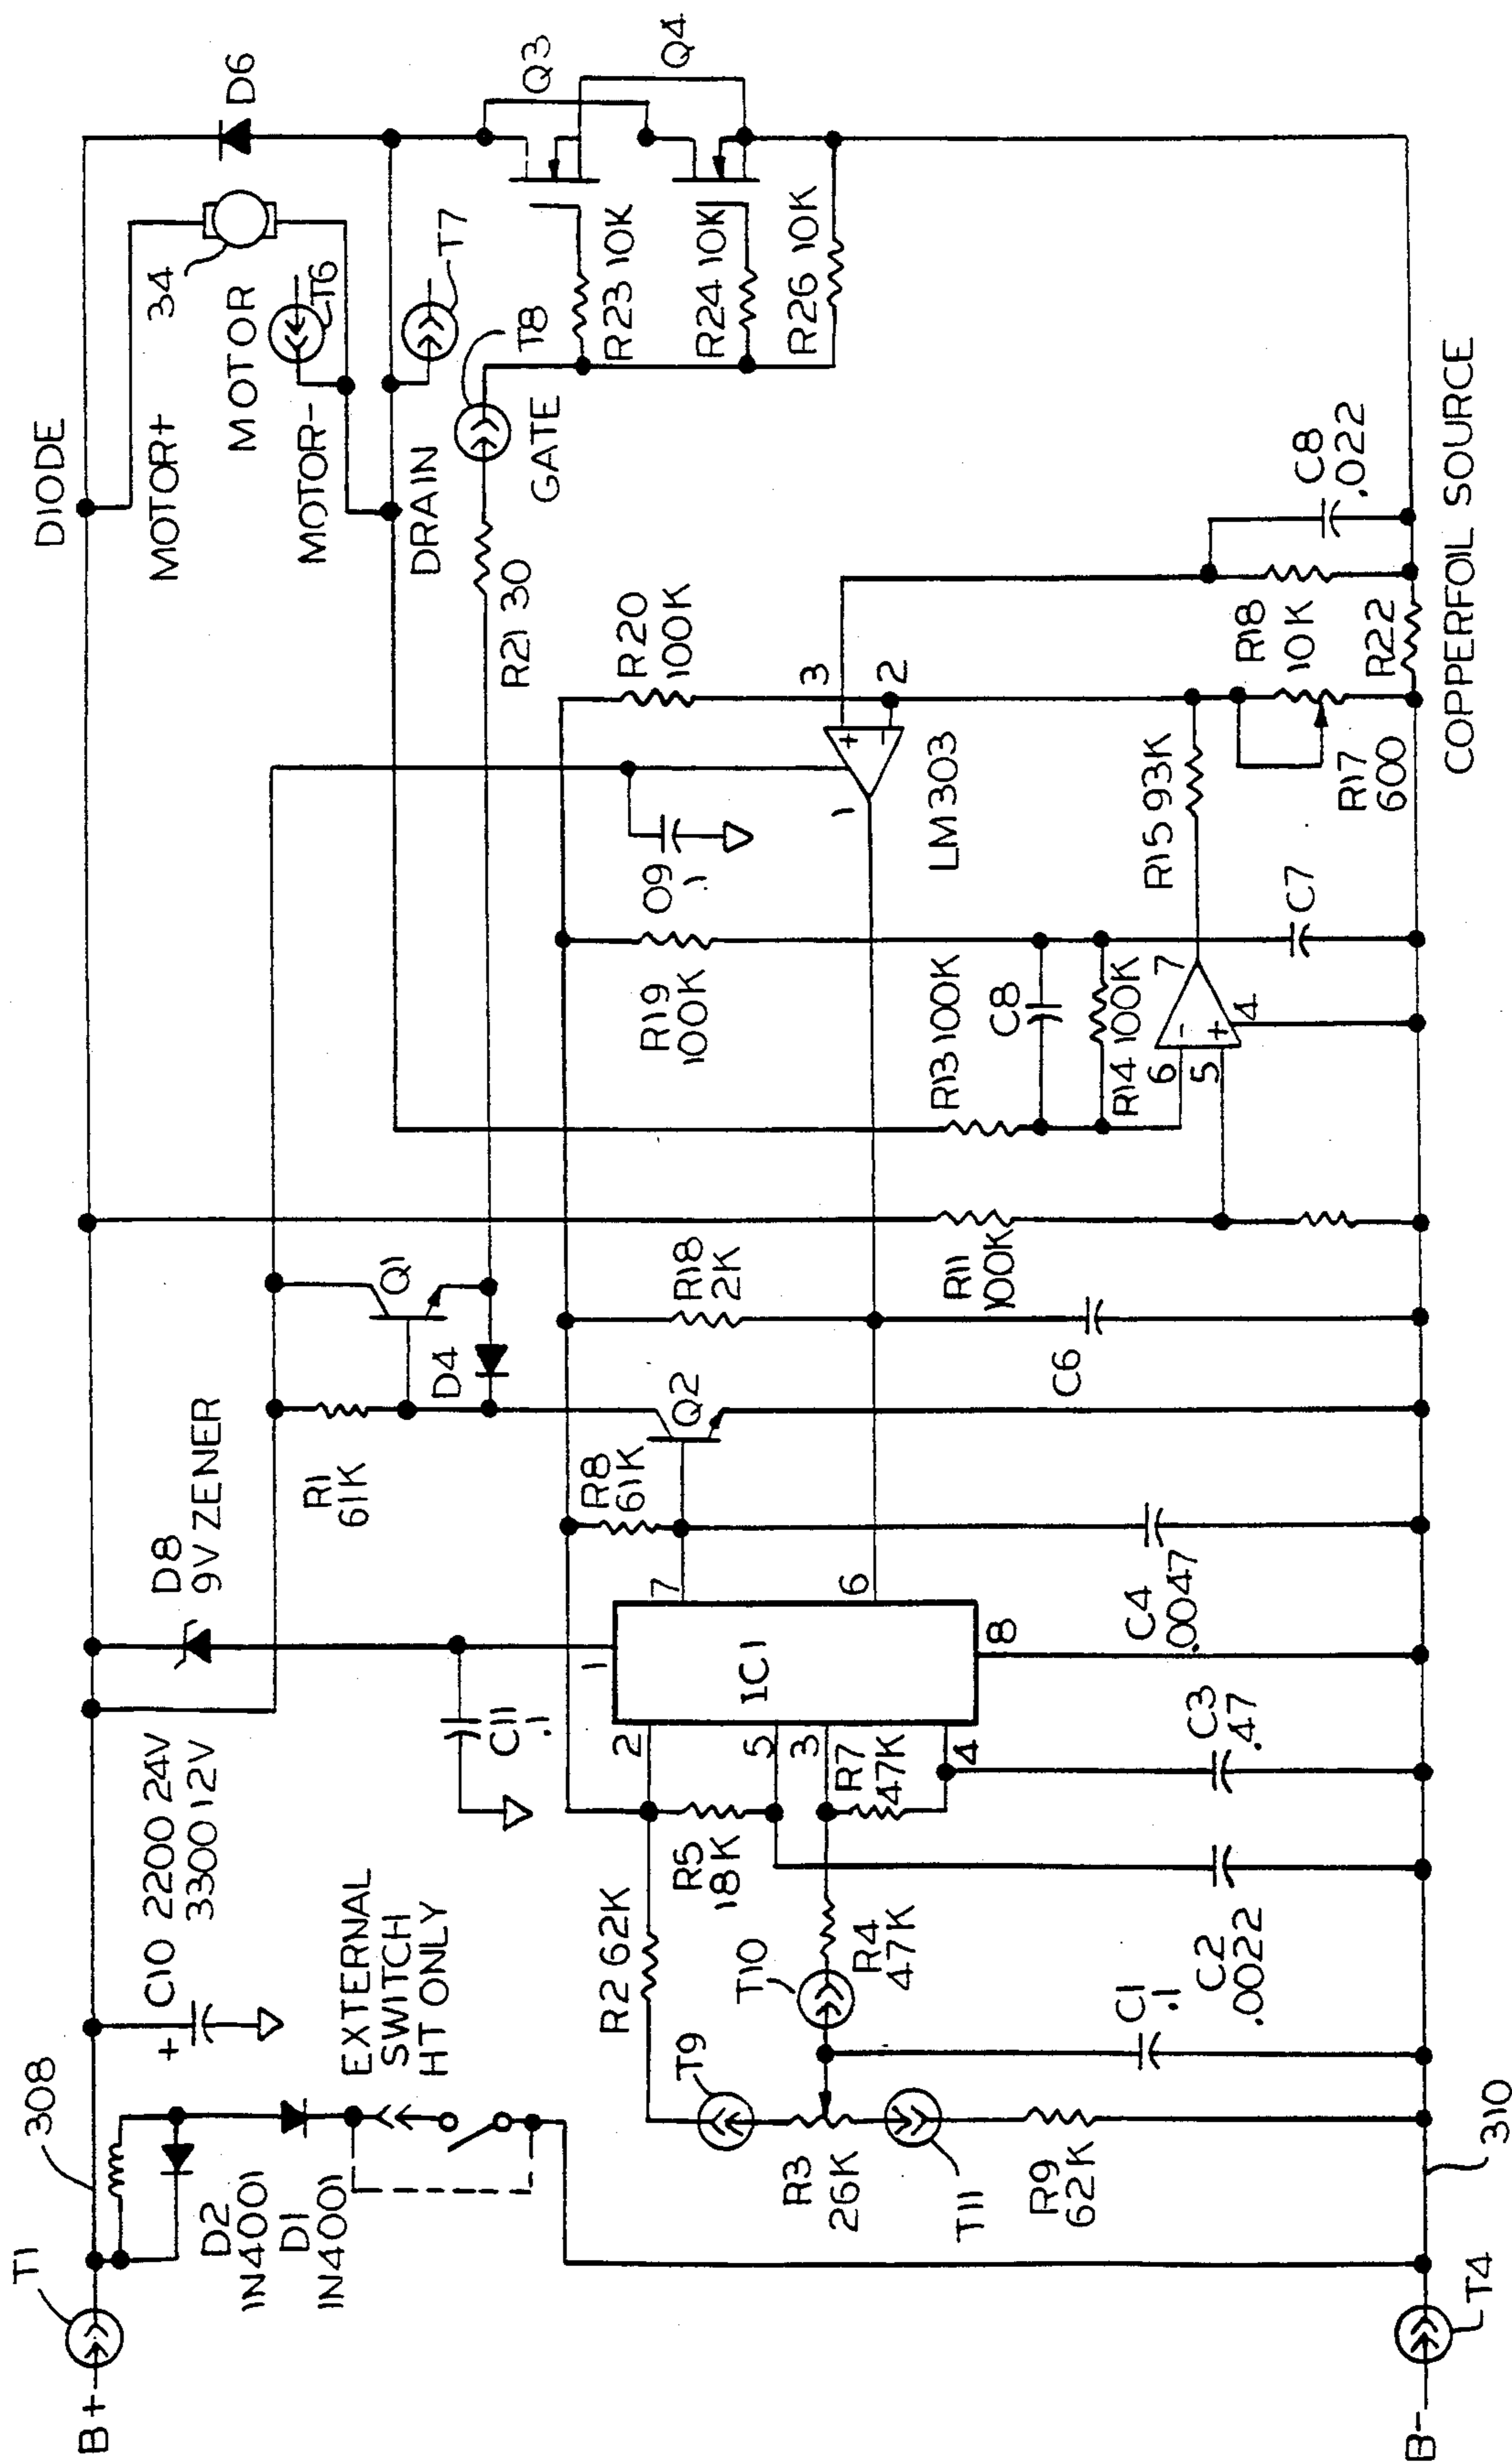 T1
308
B+
D2
1N4001
D1
1N4001
C10 2200 24V
3300 12V
+
EXTERNAL
SWITCH
HT ONLY
D8
9V ZENER
C11
.1
R1
61K
Q1
D4
DIODE
MOTOR+
34
MOTOR
MOTOR-
T6
D6
DRAIN
T7
T8
GATE
R21 30
Q3
Q4
R23 10K
R24 10K
R26 10K
R2 62K
T9
R3
26K
T11
R9
62K
T10
R4
47K
R5
18K
R7
47K
IC1
1
2
5
3
4
7
6
8
R8
61K
Q2
R18
2K
R19
100K
O9
.1
R20
100K
3
2
+
-
1
LM303
C1
.1
C2
.0022
C3
.47
C4
.0047
C6
R11
100K
R13 100K
C8
R14 100K
6
5
-
+
7
4
C7
R15 93K
R17
600
R18
10K
R22
C8
.022
COPPERFOIL SOURCE
B-
T4
310